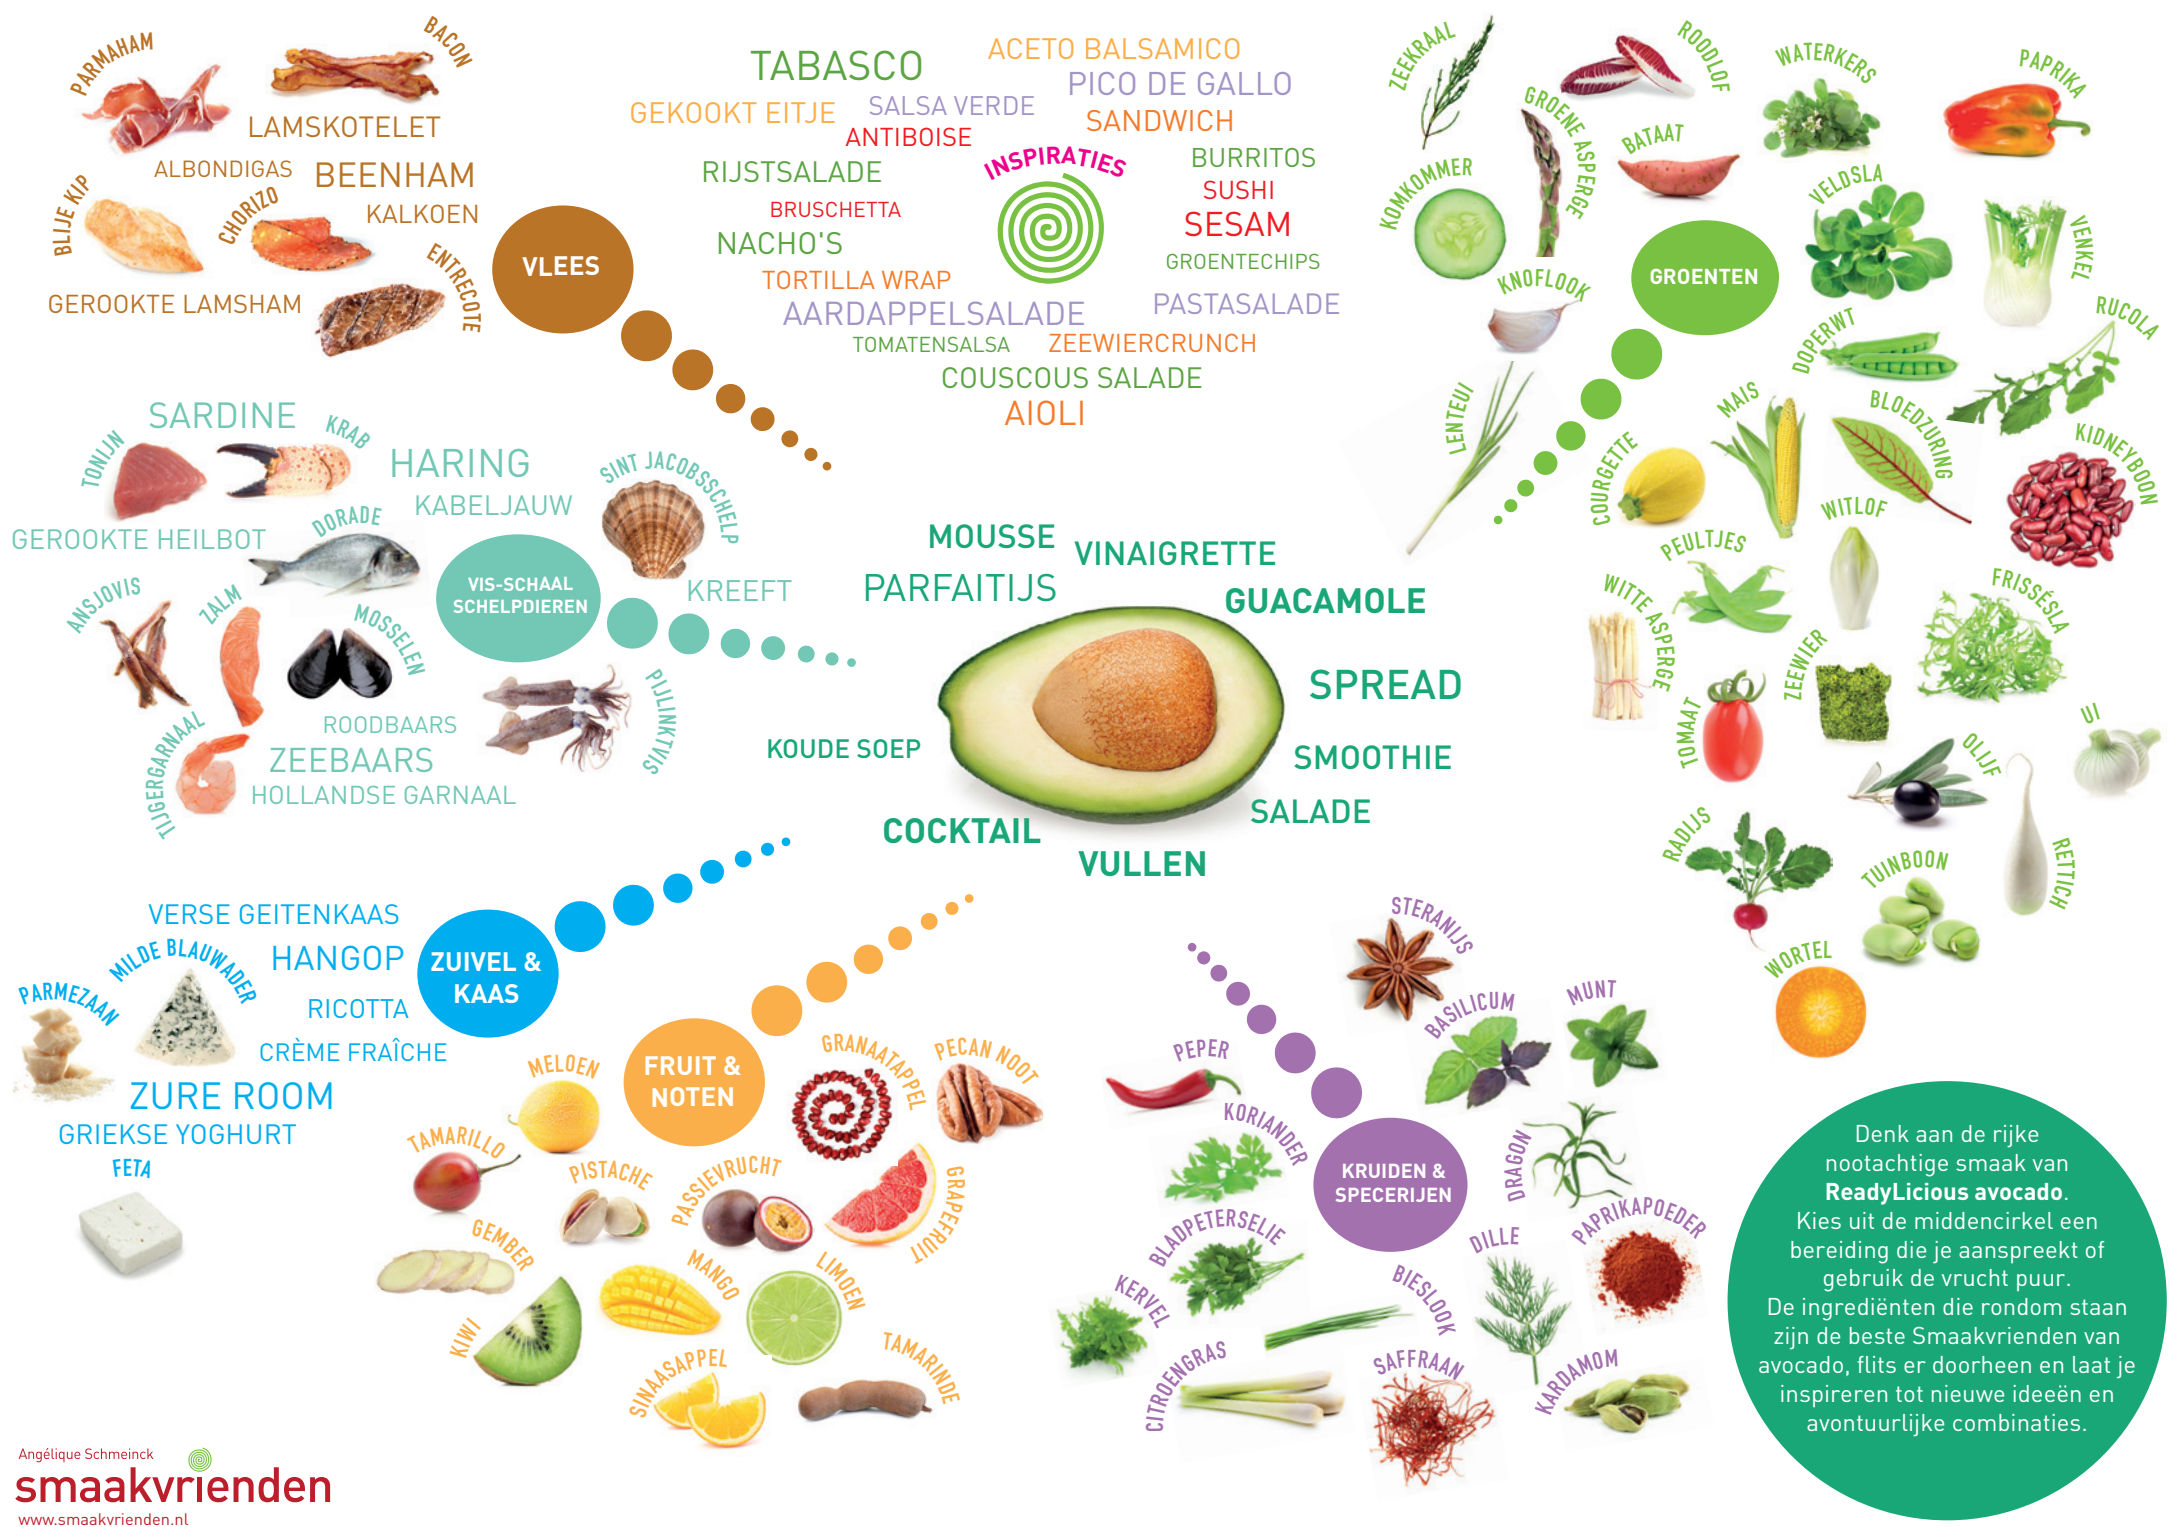 PARMAHAM
BACON
LAMSKOTELET
ALBONDIGAS
BEENHAM
BLIJE KIP
CHORIZO
KALKOEN
ENTRECOTE
GEROOKTE LAMSHAM
VLEES
TABASCO
ACETO BALSAMICO
PICO DE GALLO
GEKOOKT EITJE
SALSA VERDE
SANDWICH
ANTIBOISE
INSPIRATIES
RIJSTSALADE
BURRITOS
SUSHI
BRUSCHETTA
SESAM
NACHO'S
GROENTECHIPS
TORTILLA WRAP
AARDAPPELSALADE
PASTASALADE
TOMATENSALSA
ZEEWIERCRUNCH
COUSCOUS SALADE
AIOLI
ZEEKRAAL
ROODLOF
WATERKERS
PAPRIKA
GROENE ASPERGE
BATAAT
KOMKOMMER
VELDSLA
VENKEL
GROENTEN
KNOFLOOK
RUCOLA
DOPERWT
LENTEUI
MAIS
BLOEDZURING
KIDNEYBOON
COURGETTE
WITLOF
PEULTJES
WITTE ASPERGE
FRISSÉSLA
ZEEWIER
TOMAAT
UI
OLIJF
RADIJS
TUINBOON
RETTICH
WORTEL
SARDINE
KRAB
TONIJN
HARING
SINT JACOBSSCHELP
KABELJAUW
DORADE
GEROOKTE HEILBOT
VIS-SCHAAL
SCHELPDIEREN
KREEFT
ANSJOVIS
ZALM
MOSSELEN
PIJLINKTVIS
TIJGERGARNAAL
ROODBAARS
ZEEBAARS
HOLLANDSE GARNAAL
MOUSSE
VINAIGRETTE
PARFAITIJS
GUACAMOLE
SPREAD
KOUDE SOEP
SMOOTHIE
SALADE
COCKTAIL
VULLEN
VERSE GEITENKAAS
MILDE BLAUWADER
HANGOP
ZUIVEL &
KAAS
PARMEZAAN
RICOTTA
CRÈME FRAÎCHE
ZURE ROOM
GRIEKSE YOGHURT
FETA
FRUIT &
NOTEN
MELOEN
GRANAATAPPEL
PECAN NOOT
TAMARILLO
PISTACHE
PASSIEVRUCHT
GRAPEFRUIT
GEMBER
MANGO
LIMOEN
KIWI
SINAASAPPEL
TAMARINDE
STERANIJS
BASILICUM
MUNT
PEPER
KORIANDER
KRUIDEN &
SPECERIJEN
DRAGON
BLADPETERSELIE
DILLE
PAPRIKAPOEDER
KERVEL
BIESLOOK
CITROENGRAS
SAFFRAAN
KARDAMOM
Denk aan de rijke
nootachtige smaak van
ReadyLicious avocado.
Kies uit de middencirkel een
bereiding die je aanspreekt of
gebruik de vrucht puur.
De ingrediënten die rondom staan
zijn de beste Smaakvrienden van
avocado, flits er doorheen en laat je
inspireren tot nieuwe ideeën en
avontuurlijke combinaties.
Angélique Schmeinck
smaakvrienden
www.smaakvrienden.nl